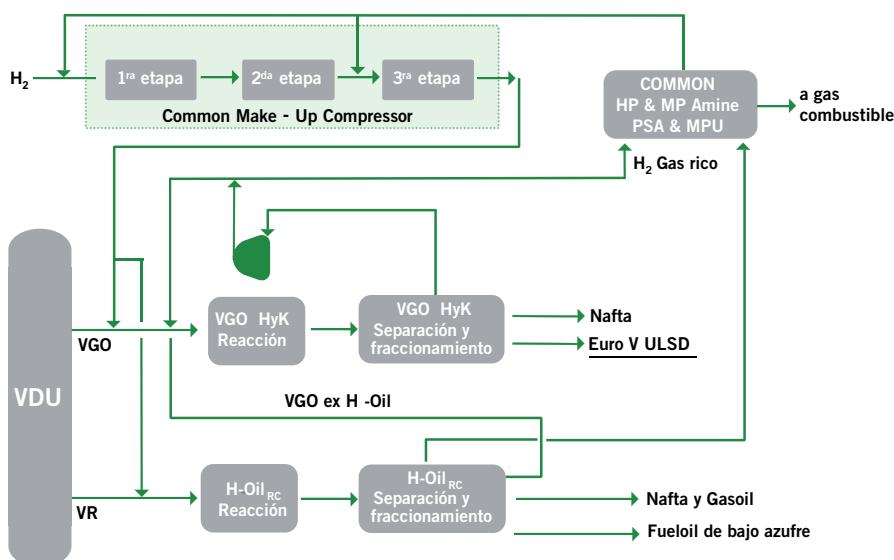 H2
1ra etapa
2da etapa
3ra etapa
Common Make - Up Compressor
COMMON
HP & MP Amine
PSA & MPU
a gas
combustible
H2 Gas rico
VDU
VGO
VGO HyK
Reacción
VGO HyK
Separación y
fraccionamiento
Nafta
Euro V ULSD
VGO ex H -Oil
VR
H-OilRC
Reacción
H-OilRC
Separación y
fraccionamiento
Nafta y Gasoil
Fueloil de bajo azufre